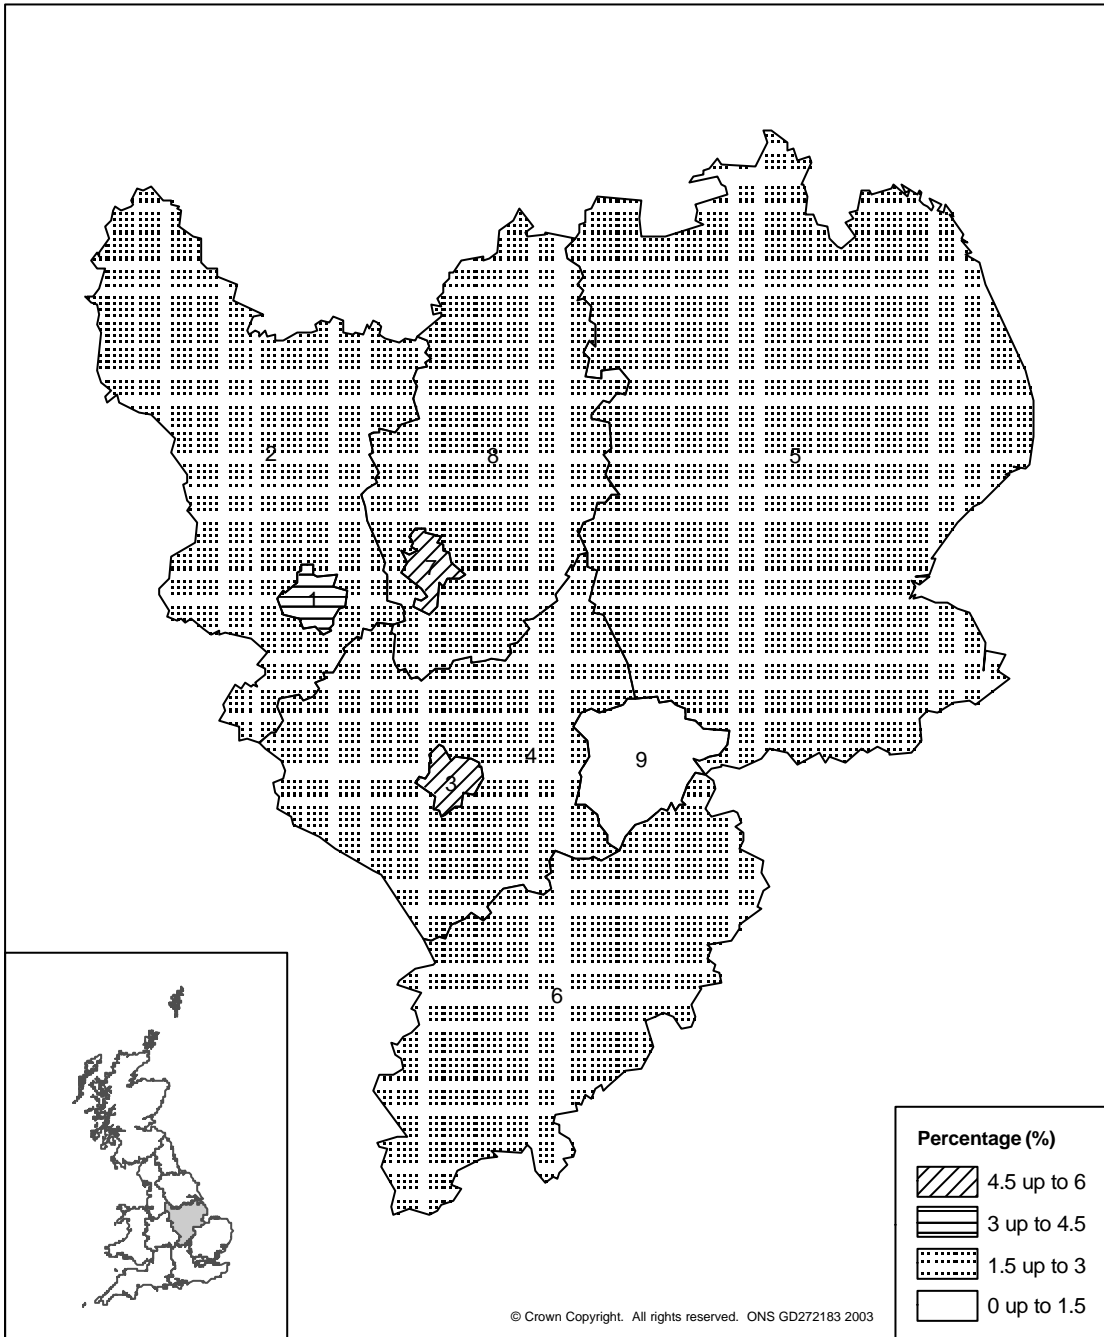 2
8
5
7
1
4
9
3
6
Percentage (%)
4.5 up to 6
3 up to 4.5
1.5 up to 3
0 up to 1.5
© Crown Copyright. All rights reserved. ONS GD272183 2003